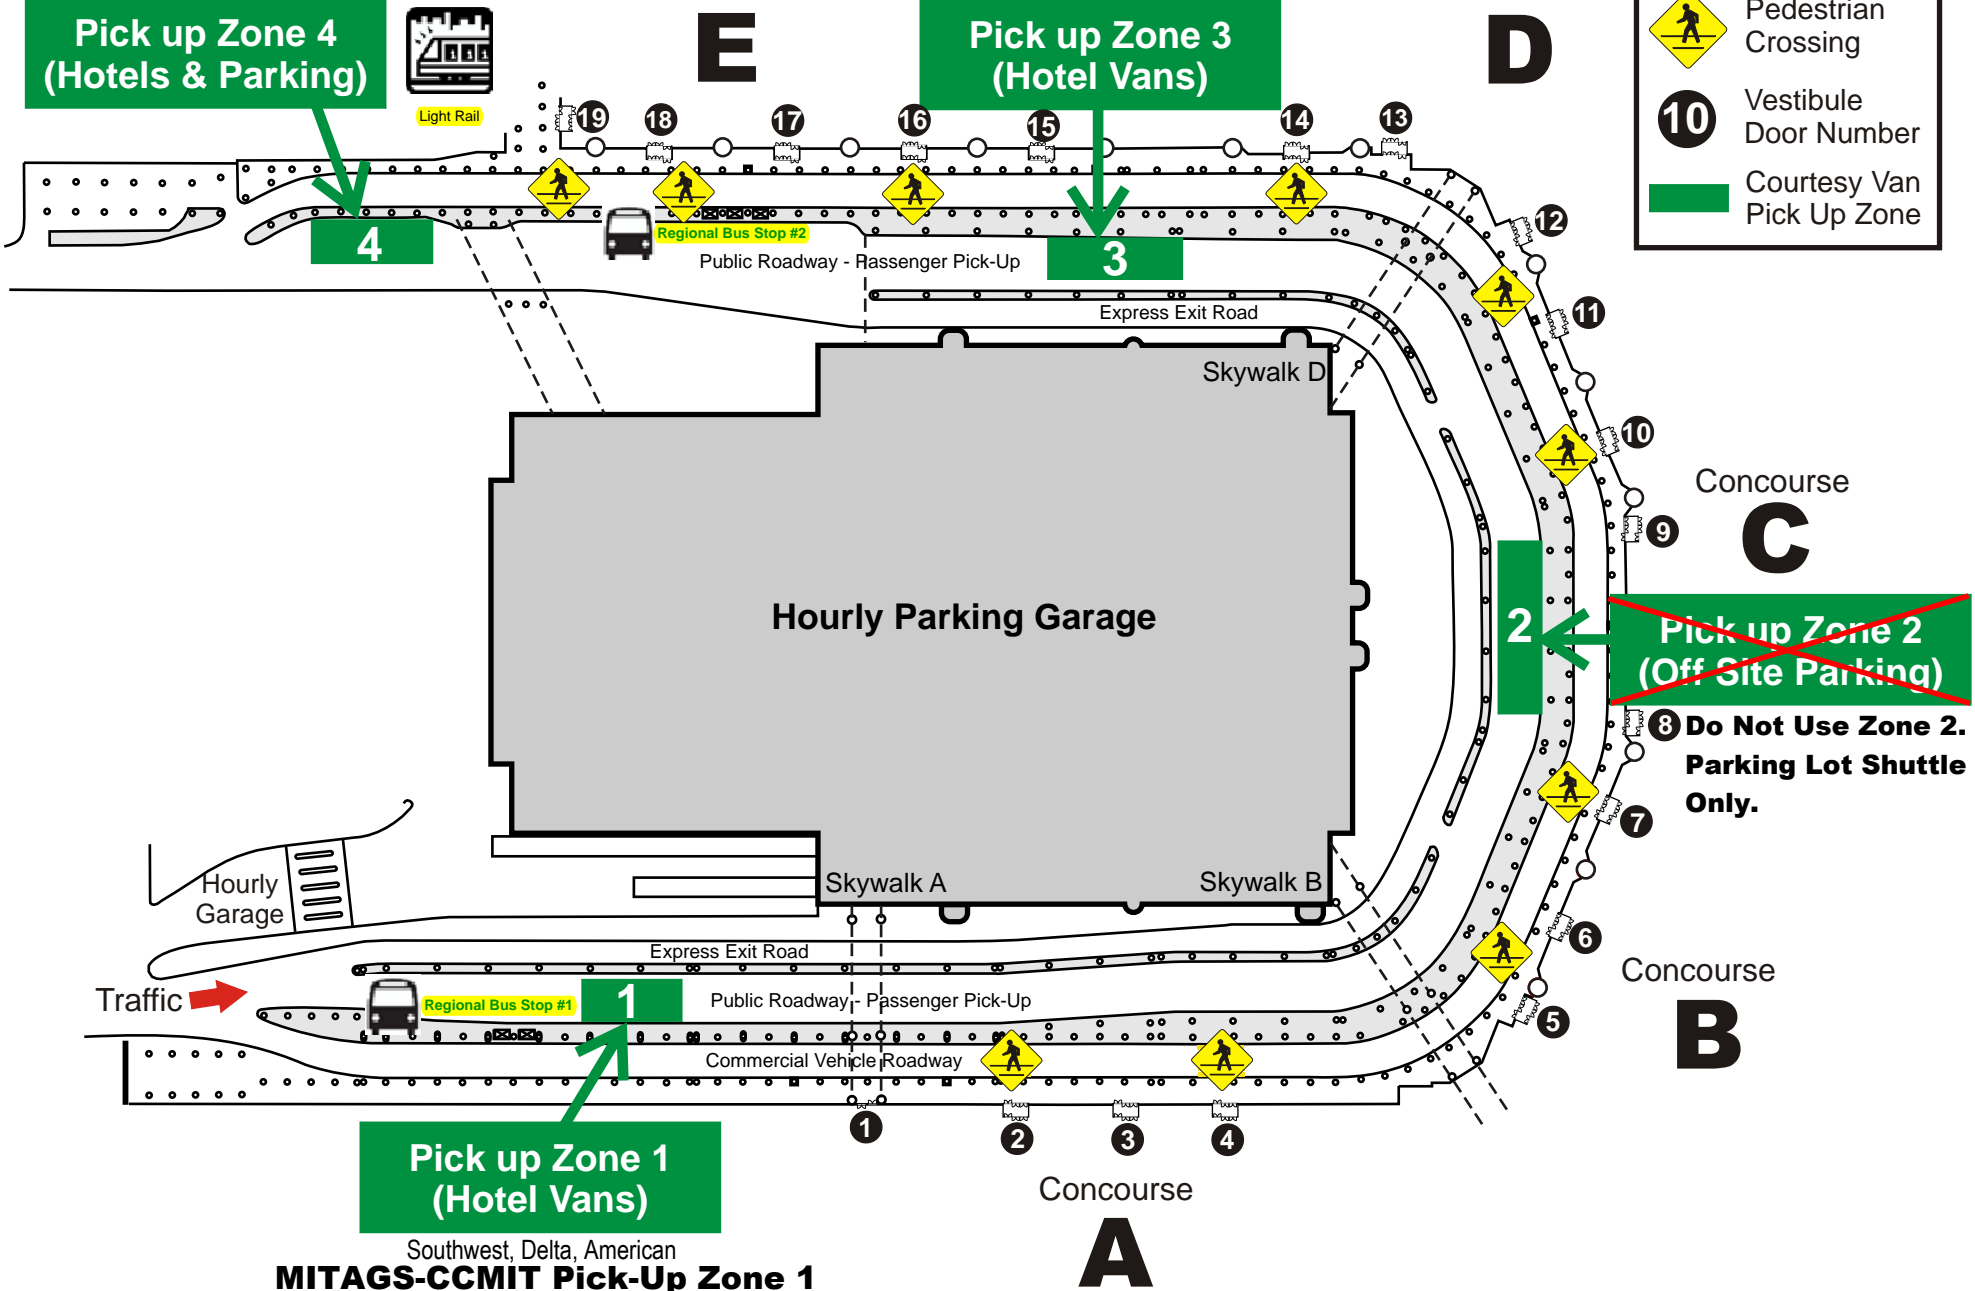 Pick up Zone 4
(Hotels & Parking)
Light Rail
E
Pick up Zone 3
(Hotel Vans)
D
Pedestrian
Crossing
10
Vestibule
Door Number
Courtesy Van
Pick Up Zone
19
18
17
16
15
14
13
12
11
10
9
4
Regional Bus Stop #2
Public Roadway - Passenger Pick-Up
3
Express Exit Road
Skywalk D
Concourse
C
Hourly Parking Garage
2
Pick up Zone 2
(Off Site Parking)
8
Do Not Use Zone 2.
Parking Lot Shuttle
Only.
7
6
5
Concourse
B
Skywalk A
Skywalk B
Hourly
Garage
Express Exit Road
Traffic
Regional Bus Stop #1
1
Public Roadway - Passenger Pick-Up
Commercial Vehicle Roadway
1
2
3
4
Pick up Zone 1
(Hotel Vans)
Concourse
A
Southwest, Delta, American
MITAGS-CCMIT Pick-Up Zone 1